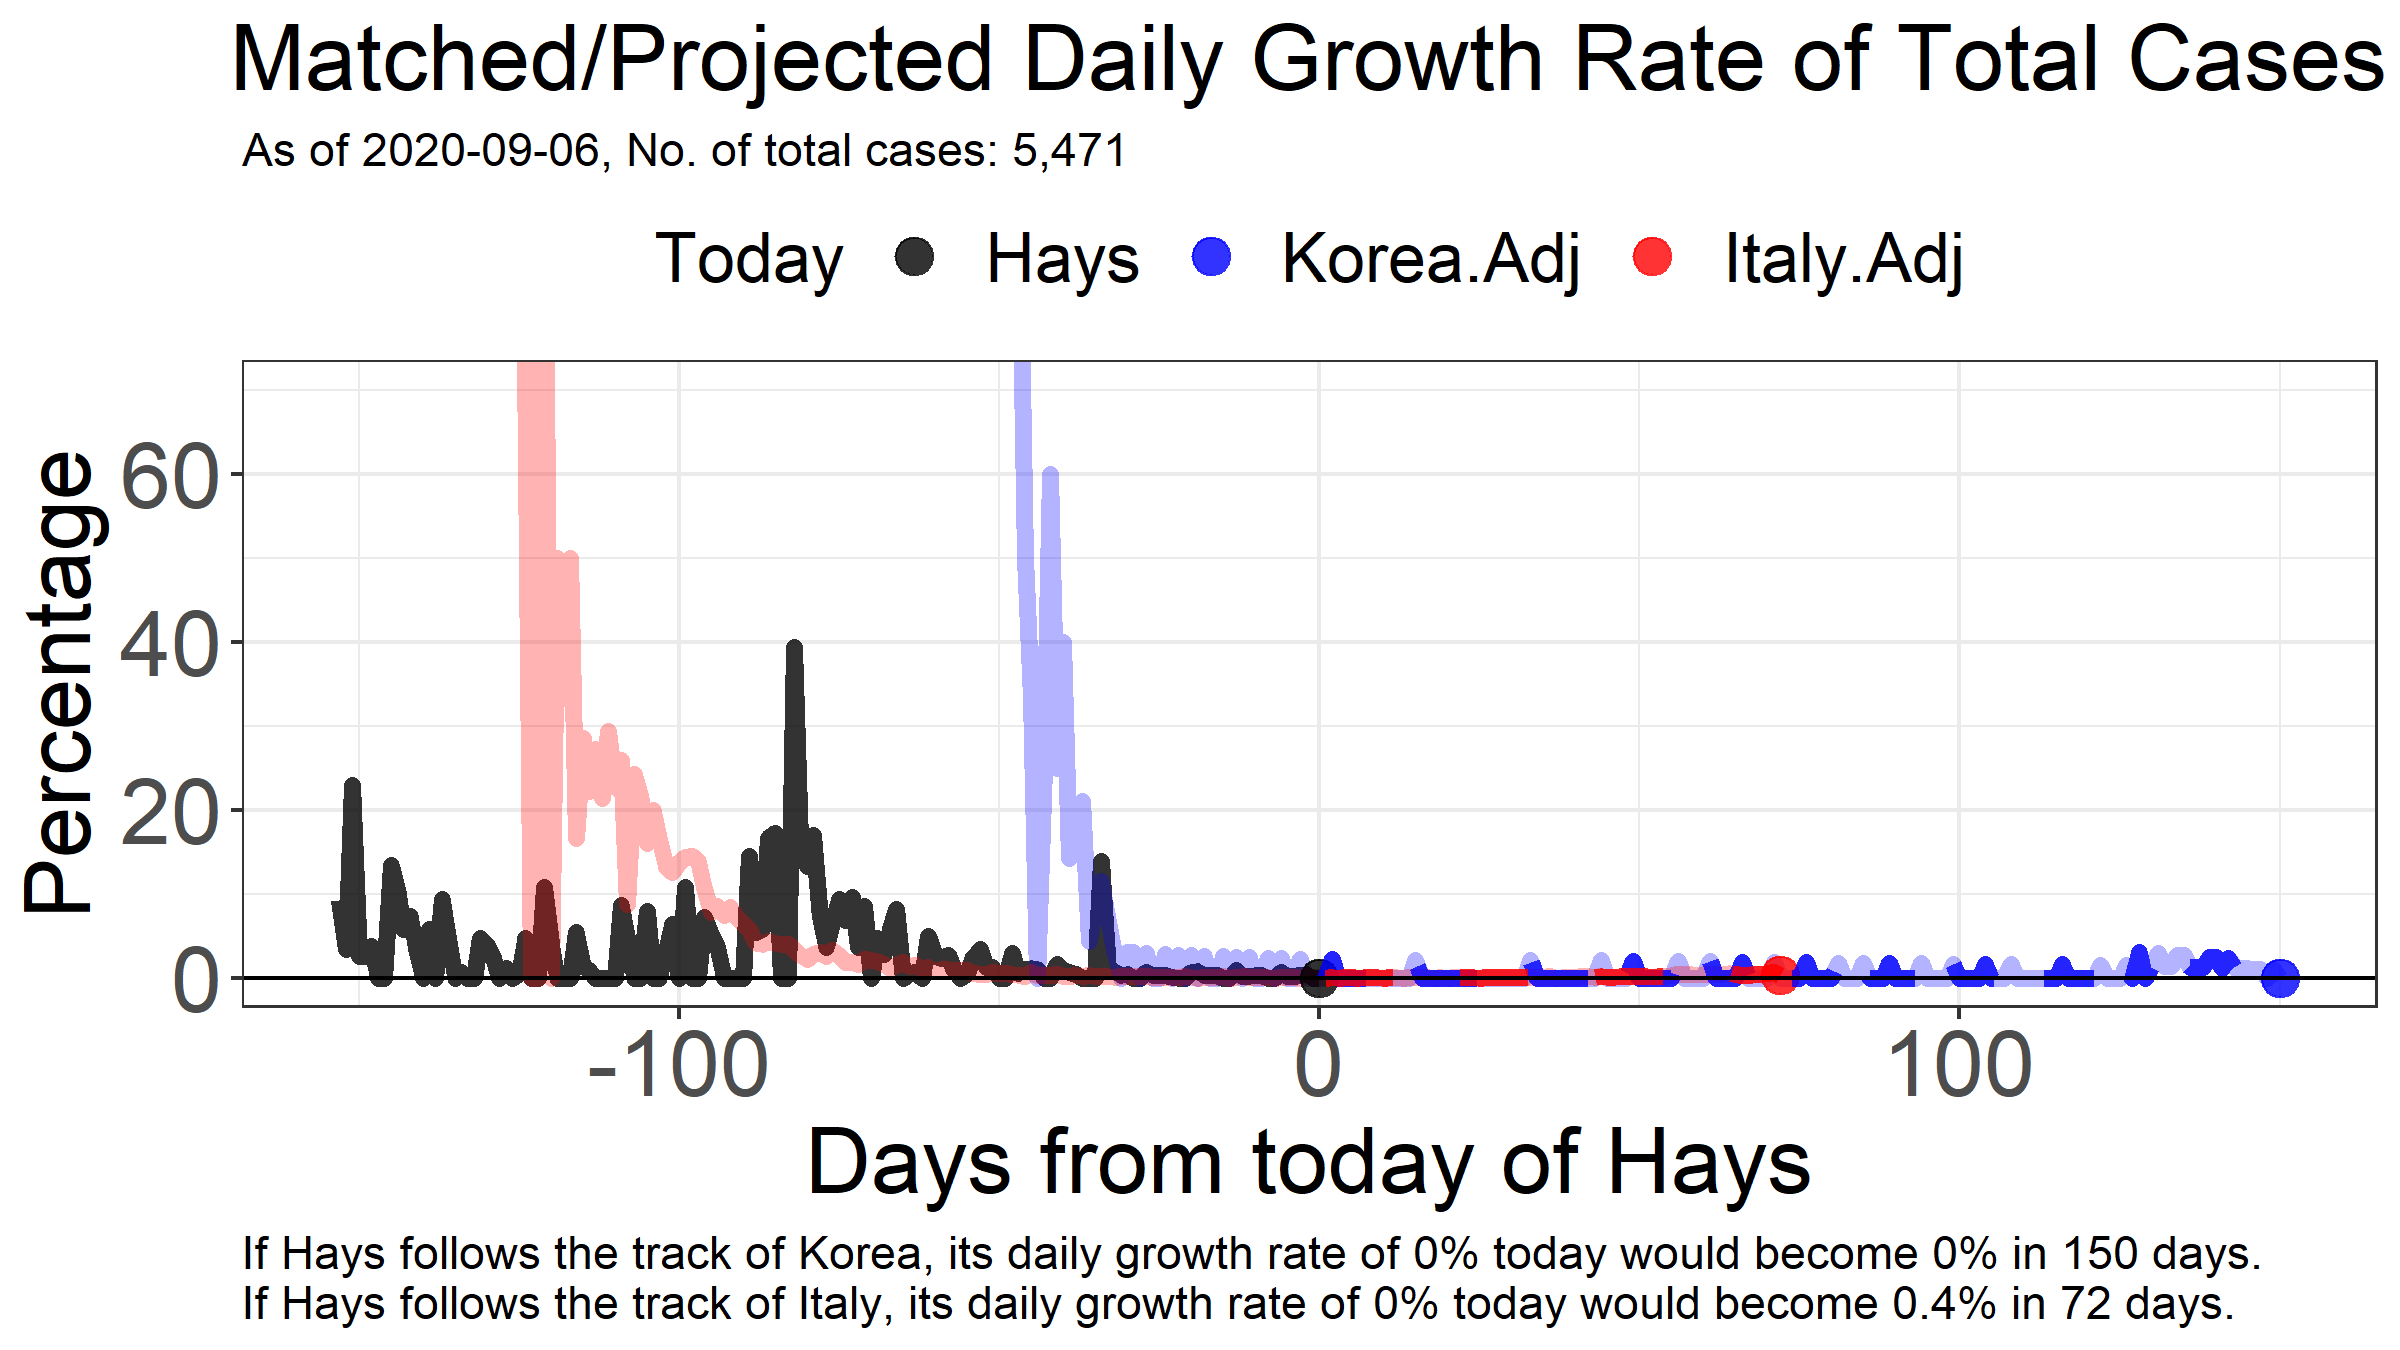 Matched/Projected Daily Growth Rate of Total Cases
As of 2020-09-06, No. of total cases: 5,471
Today Hays Korea.Adj Italy.Adj
Percentage
60
40
20
0
-100 0 100
Days from today of Hays
If Hays follows the track of Korea, its daily growth rate of 0% today would become 0% in 150 days.
If Hays follows the track of Italy, its daily growth rate of 0% today would become 0.4% in 72 days.